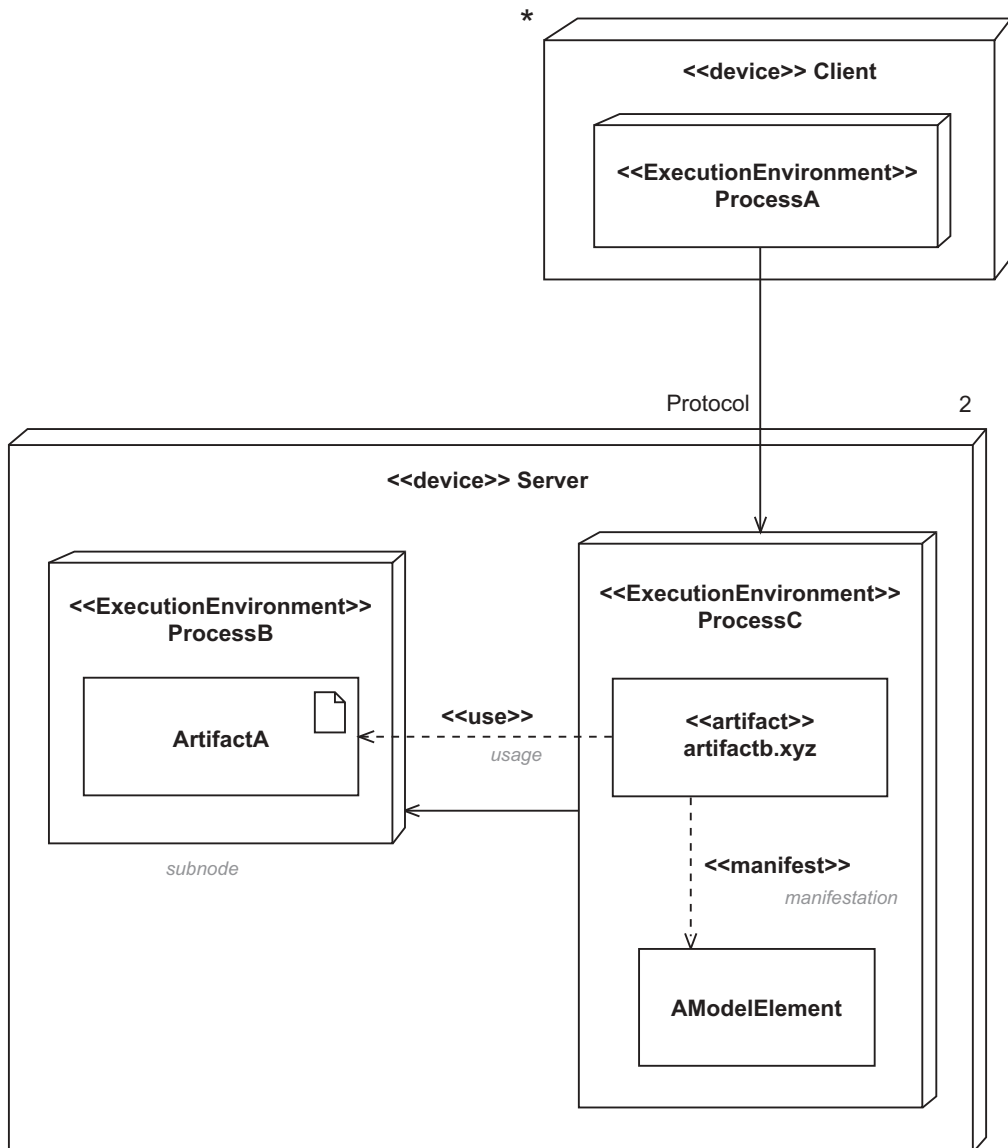 *
<<device>> Client
<<ExecutionEnvironment>>
ProcessA
Protocol
2
<<device>> Server
<<ExecutionEnvironment>>
ProcessB
ArtifactA
subnode
<<use>>
usage
<<ExecutionEnvironment>>
ProcessC
<<artifact>>
artifactb.xyz
<<manifest>>
manifestation
AModelElement